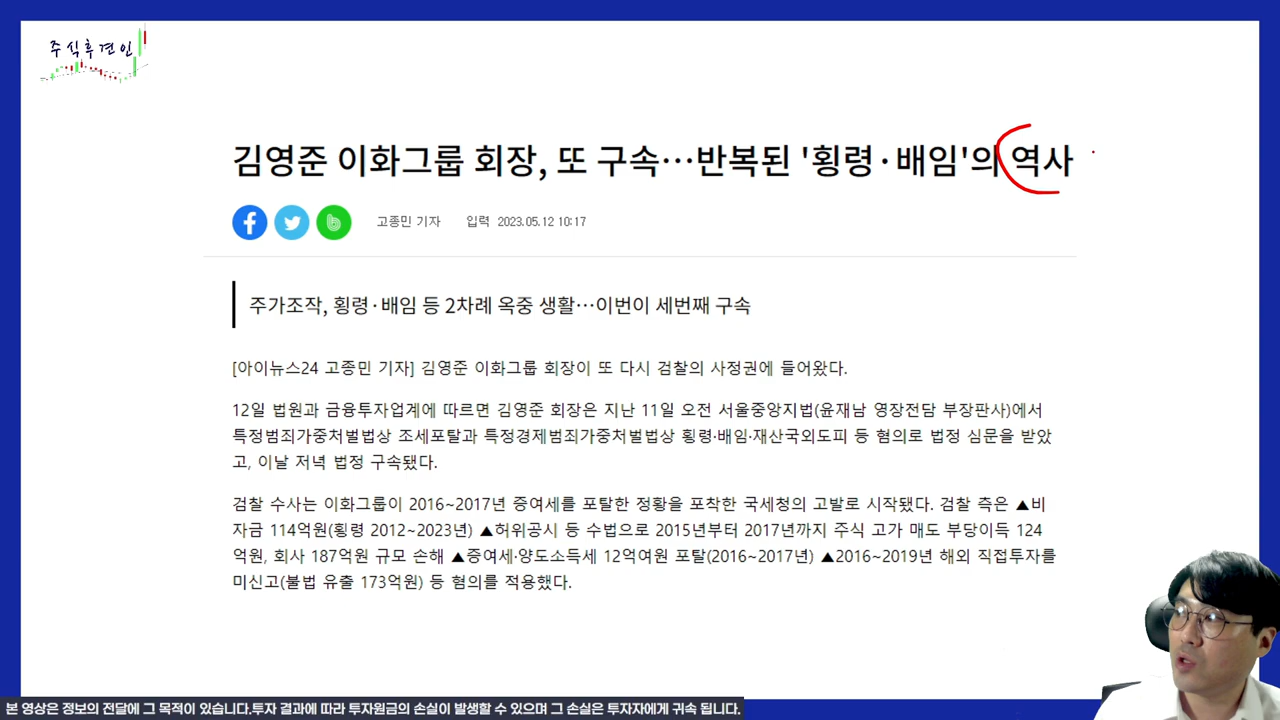 주식후견인
김영준 이화그룹 회장, 또 구속…반복된 '횡령·배임'의 역사
고종민 기자 입력 2023.05.12 10:17
주가조작, 횡령·배임 등 2차례 옥중 생활…이번이 세번째 구속
[아이뉴스24 고종민 기자] 김영준 이화그룹 회장이 또 다시 검찰의 사정권에 들어왔다.
12일 법원과 금융투자업계에 따르면 김영준 회장은 지난 11일 오전 서울중앙지법(윤재남 영장전담 부장판사)에서
특정범죄가중처벌법상 조세포탈과 특정경제범죄가중처벌법상 횡령·배임·재산국외도피 등 혐의로 법정 심문을 받았
고, 이날 저녁 법정 구속됐다.
검찰 수사는 이화그룹이 2016~2017년 증여세를 포탈한 정황을 포착한 국세청의 고발로 시작됐다. 검찰 측은 ▲비
자금 114억원(횡령 2012~2023년) ▲허위공시 등 수법으로 2015년부터 2017년까지 주식 고가 매도 부당이득 124
억원, 회사 187억원 규모 손해 ▲증여세·양도소득세 12억여원 포탈(2016~2017년) ▲2016~2019년 해외 직접투자를
미신고(불법 유출 173억원) 등 혐의를 적용했다.
본 영상은 정보의 전달에 그 목적이 있습니다.투자 결과에 따라 투자원금의 손실이 발생할 수 있으며 그 손실은 투자자에게 귀속 됩니다.